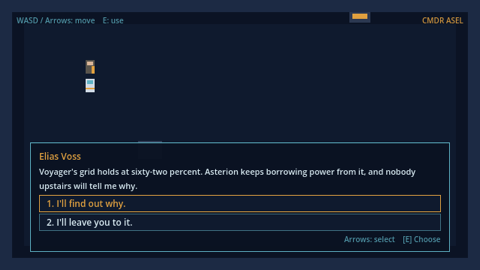 WASD / Arrows: move E: use
CMDR ASEL
Elias Voss
Voyager's grid holds at sixty-two percent. Asterion keeps borrowing power from it, and nobody
upstairs will tell me why.
1. I'll find out why.
2. I'll leave you to it.
Arrows: select [E] Choose